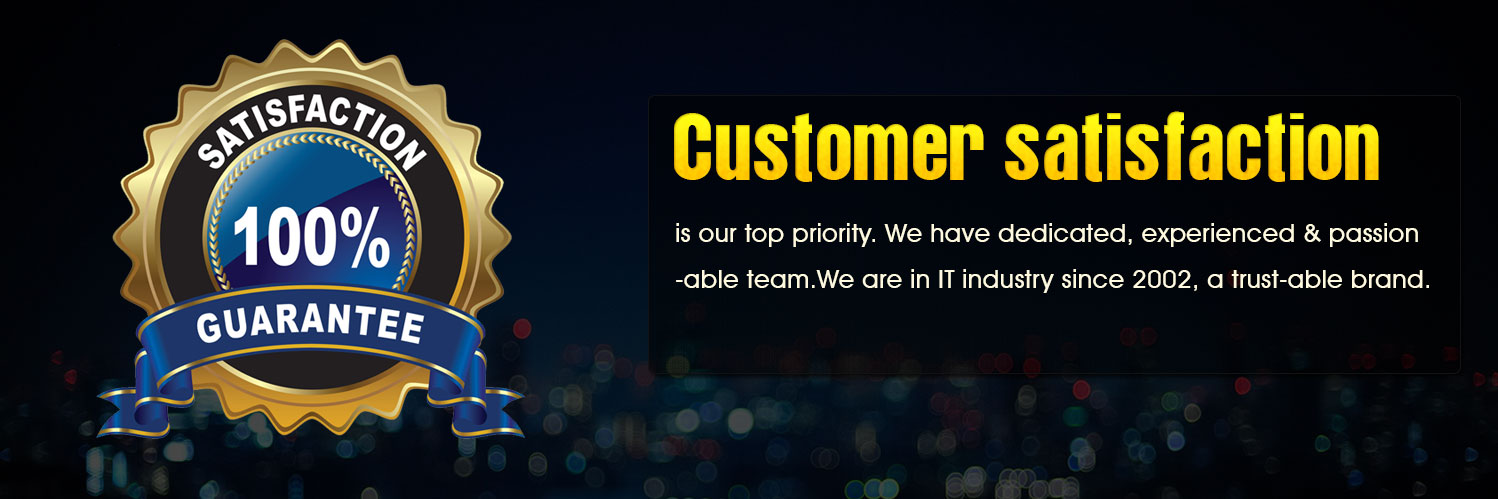 SATISFACTION
100%
GUARANTEE
Customer satisfaction
is our top priority. We have dedicated, experienced & passion
-able team.We are in IT industry since 2002, a trust-able brand.